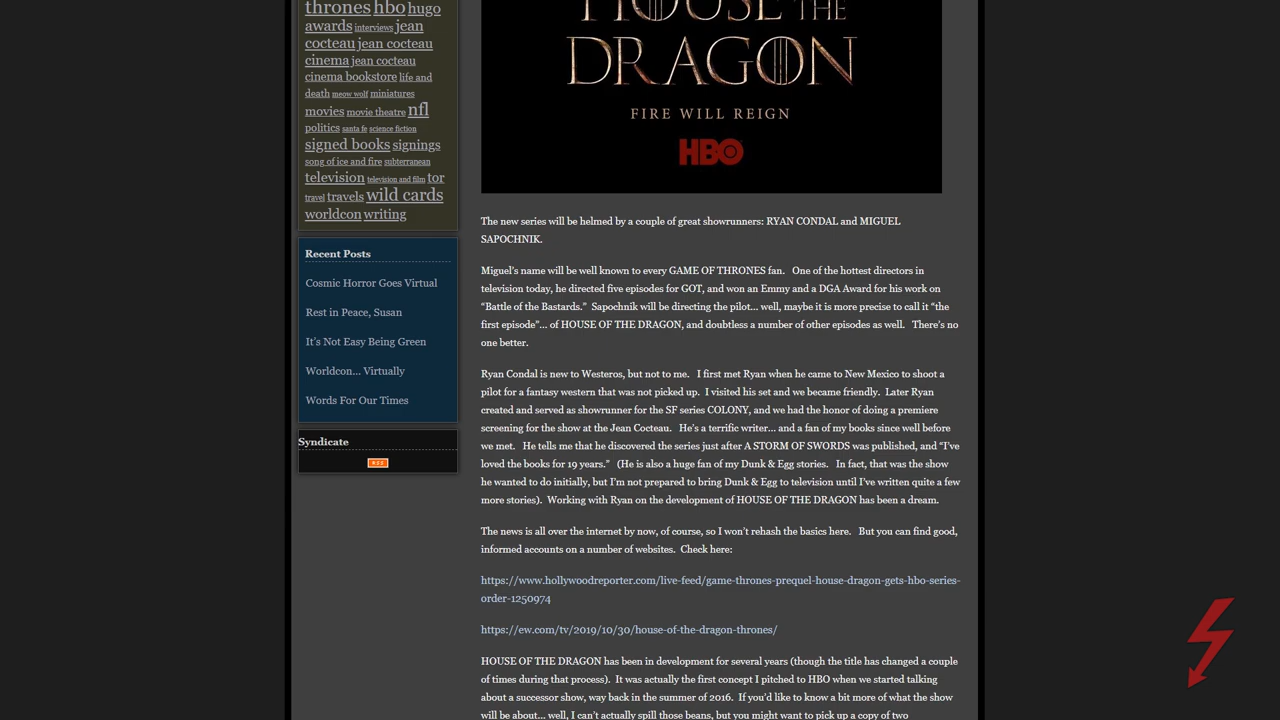 thrones hbo hugo
awards interviews jean
cocteau jean cocteau
cinema jean cocteau
cinema bookstore life and
death meow wolf miniatures
movies movie theatre nfl
politics santa fe science fiction
signed books signings
song of ice and fire subterranean
television television and film tor
travel travels wild cards
worldcon writing
Recent Posts
Cosmic Horror Goes Virtual
Rest in Peace, Susan
It's Not Easy Being Green
Worldcon... Virtually
Words For Our Times
Syndicate
RSS
HOUSE OF THE
DRAGON
FIRE WILL REIGN
HBO
The new series will be helmed by a couple of great showrunners: RYAN CONDAL and MIGUEL
SAPOCHNIK.
Miguel's name will be well known to every GAME OF THRONES fan.   One of the hottest directors in
television today, he directed five episodes for GOT, and won an Emmy and a DGA Award for his work on
“Battle of the Bastards.”  Sapochnik will be directing the pilot... well, maybe it is more precise to call it “the
first episode”... of HOUSE OF THE DRAGON, and doubtless a number of other episodes as well.   There's no
one better.
Ryan Condal is new to Westeros, but not to me.   I first met Ryan when he came to New Mexico to shoot a
pilot for a fantasy western that was not picked up.  I visited his set and we became friendly.  Later Ryan
created and served as showrunner for the SF series COLONY, and we had the honor of doing a premiere
screening for the show at the Jean Cocteau.   He's a terrific writer... and a fan of my books since well before
we met.   He tells me that he discovered the series just after A STORM OF SWORDS was published, and “I've
loved the books for 19 years.”  (He is also a huge fan of my Dunk & Egg stories.   In fact, that was the show
he wanted to do initially, but I'm not prepared to bring Dunk & Egg to television until I've written quite a few
more stories).  Working with Ryan on the development of HOUSE OF THE DRAGON has been a dream.
The news is all over the internet by now, of course, so I won't rehash the basics here.   But you can find good,
informed accounts on a number of websites.  Check here:
https://www.hollywoodreporter.com/live-feed/game-thrones-prequel-house-dragon-gets-hbo-series-
order-1250974
https://ew.com/tv/2019/10/30/house-of-the-dragon-thrones/
HOUSE OF THE DRAGON has been in development for several years (though the title has changed a couple
of times during that process).  It was actually the first concept I pitched to HBO when we started talking
about a successor show, way back in the summer of 2016.  If you'd like to know a bit more of what the show
will be about... well, I can't actually spill those beans, but you might want to pick up a copy of two